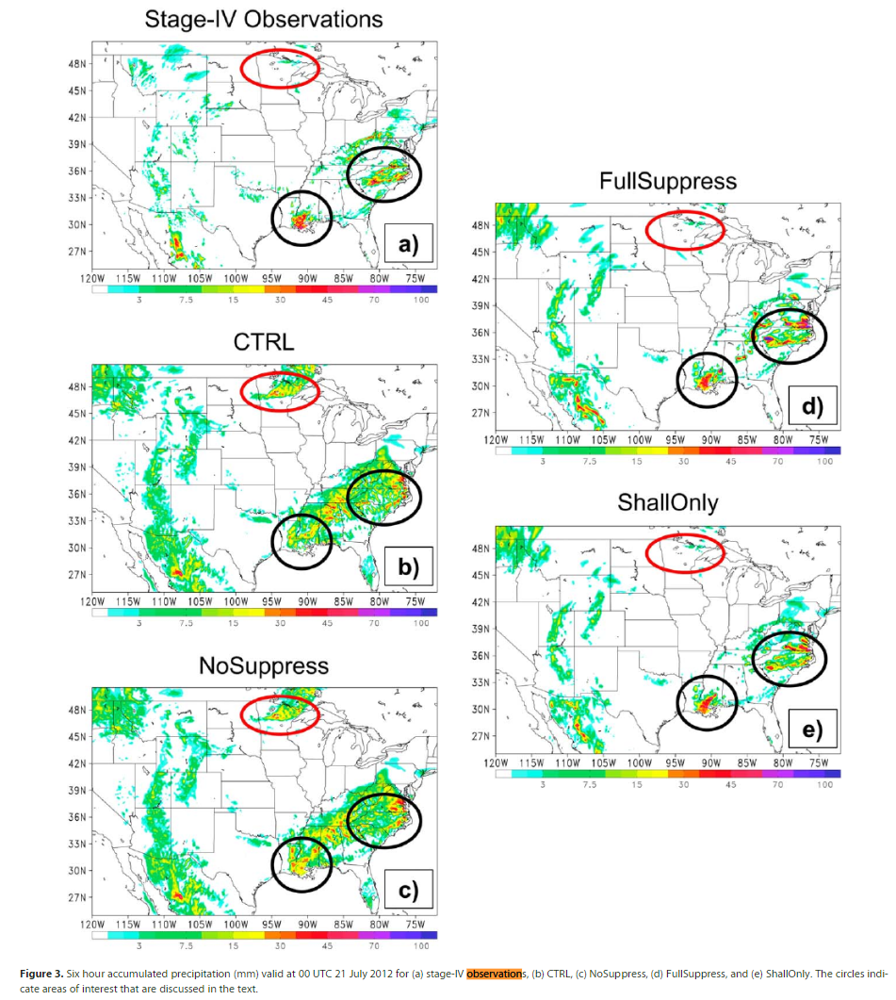 Stage-IV Observations
48N
45N
42N
39N
36N
33N
30N
27N
a)
120W 115W 110W 105W 100W 95W 90W 85W 80W 75W
3 7.5 15 30 45 70 100
CTRL
48N
45N
42N
39N
36N
33N
30N
27N
b)
120W 115W 110W 105W 100W 95W 90W 85W 80W 75W
3 7.5 15 30 45 70 100
NoSuppress
48N
45N
42N
39N
36N
33N
30N
27N
c)
120W 115W 110W 105W 100W 95W 90W 85W 80W 75W
3 7.5 15 30 45 70 100
FullSuppress
48N
45N
42N
39N
36N
33N
30N
27N
d)
120W 115W 110W 105W 100W 95W 90W 85W 80W 75W
3 7.5 15 30 45 70 100
ShallOnly
48N
45N
42N
39N
36N
33N
30N
27N
e)
120W 115W 110W 105W 100W 95W 90W 85W 80W 75W
3 7.5 15 30 45 70 100
Figure 3. Six hour accumulated precipitation (mm) valid at 00 UTC 21 July 2012 for (a) stage-IV observations, (b) CTRL, (c) NoSuppress, (d) FullSuppress, and (e) ShallOnly. The circles indi-
cate areas of interest that are discussed in the text.